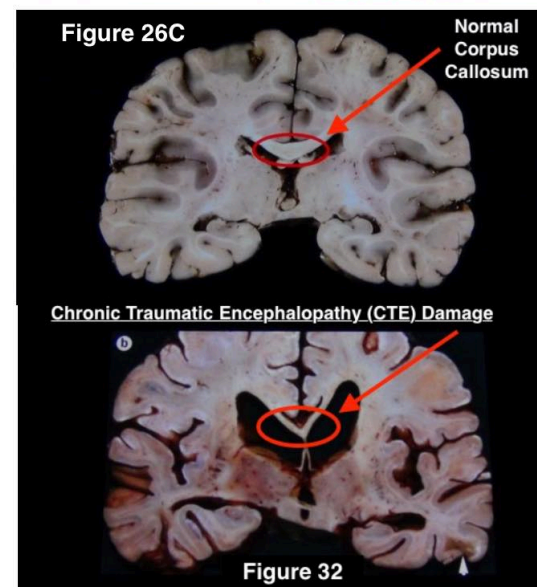 Figure 26C
Normal
Corpus
Callosum
Chronic Traumatic Encephalopathy (CTE) Damage
b
Figure 32